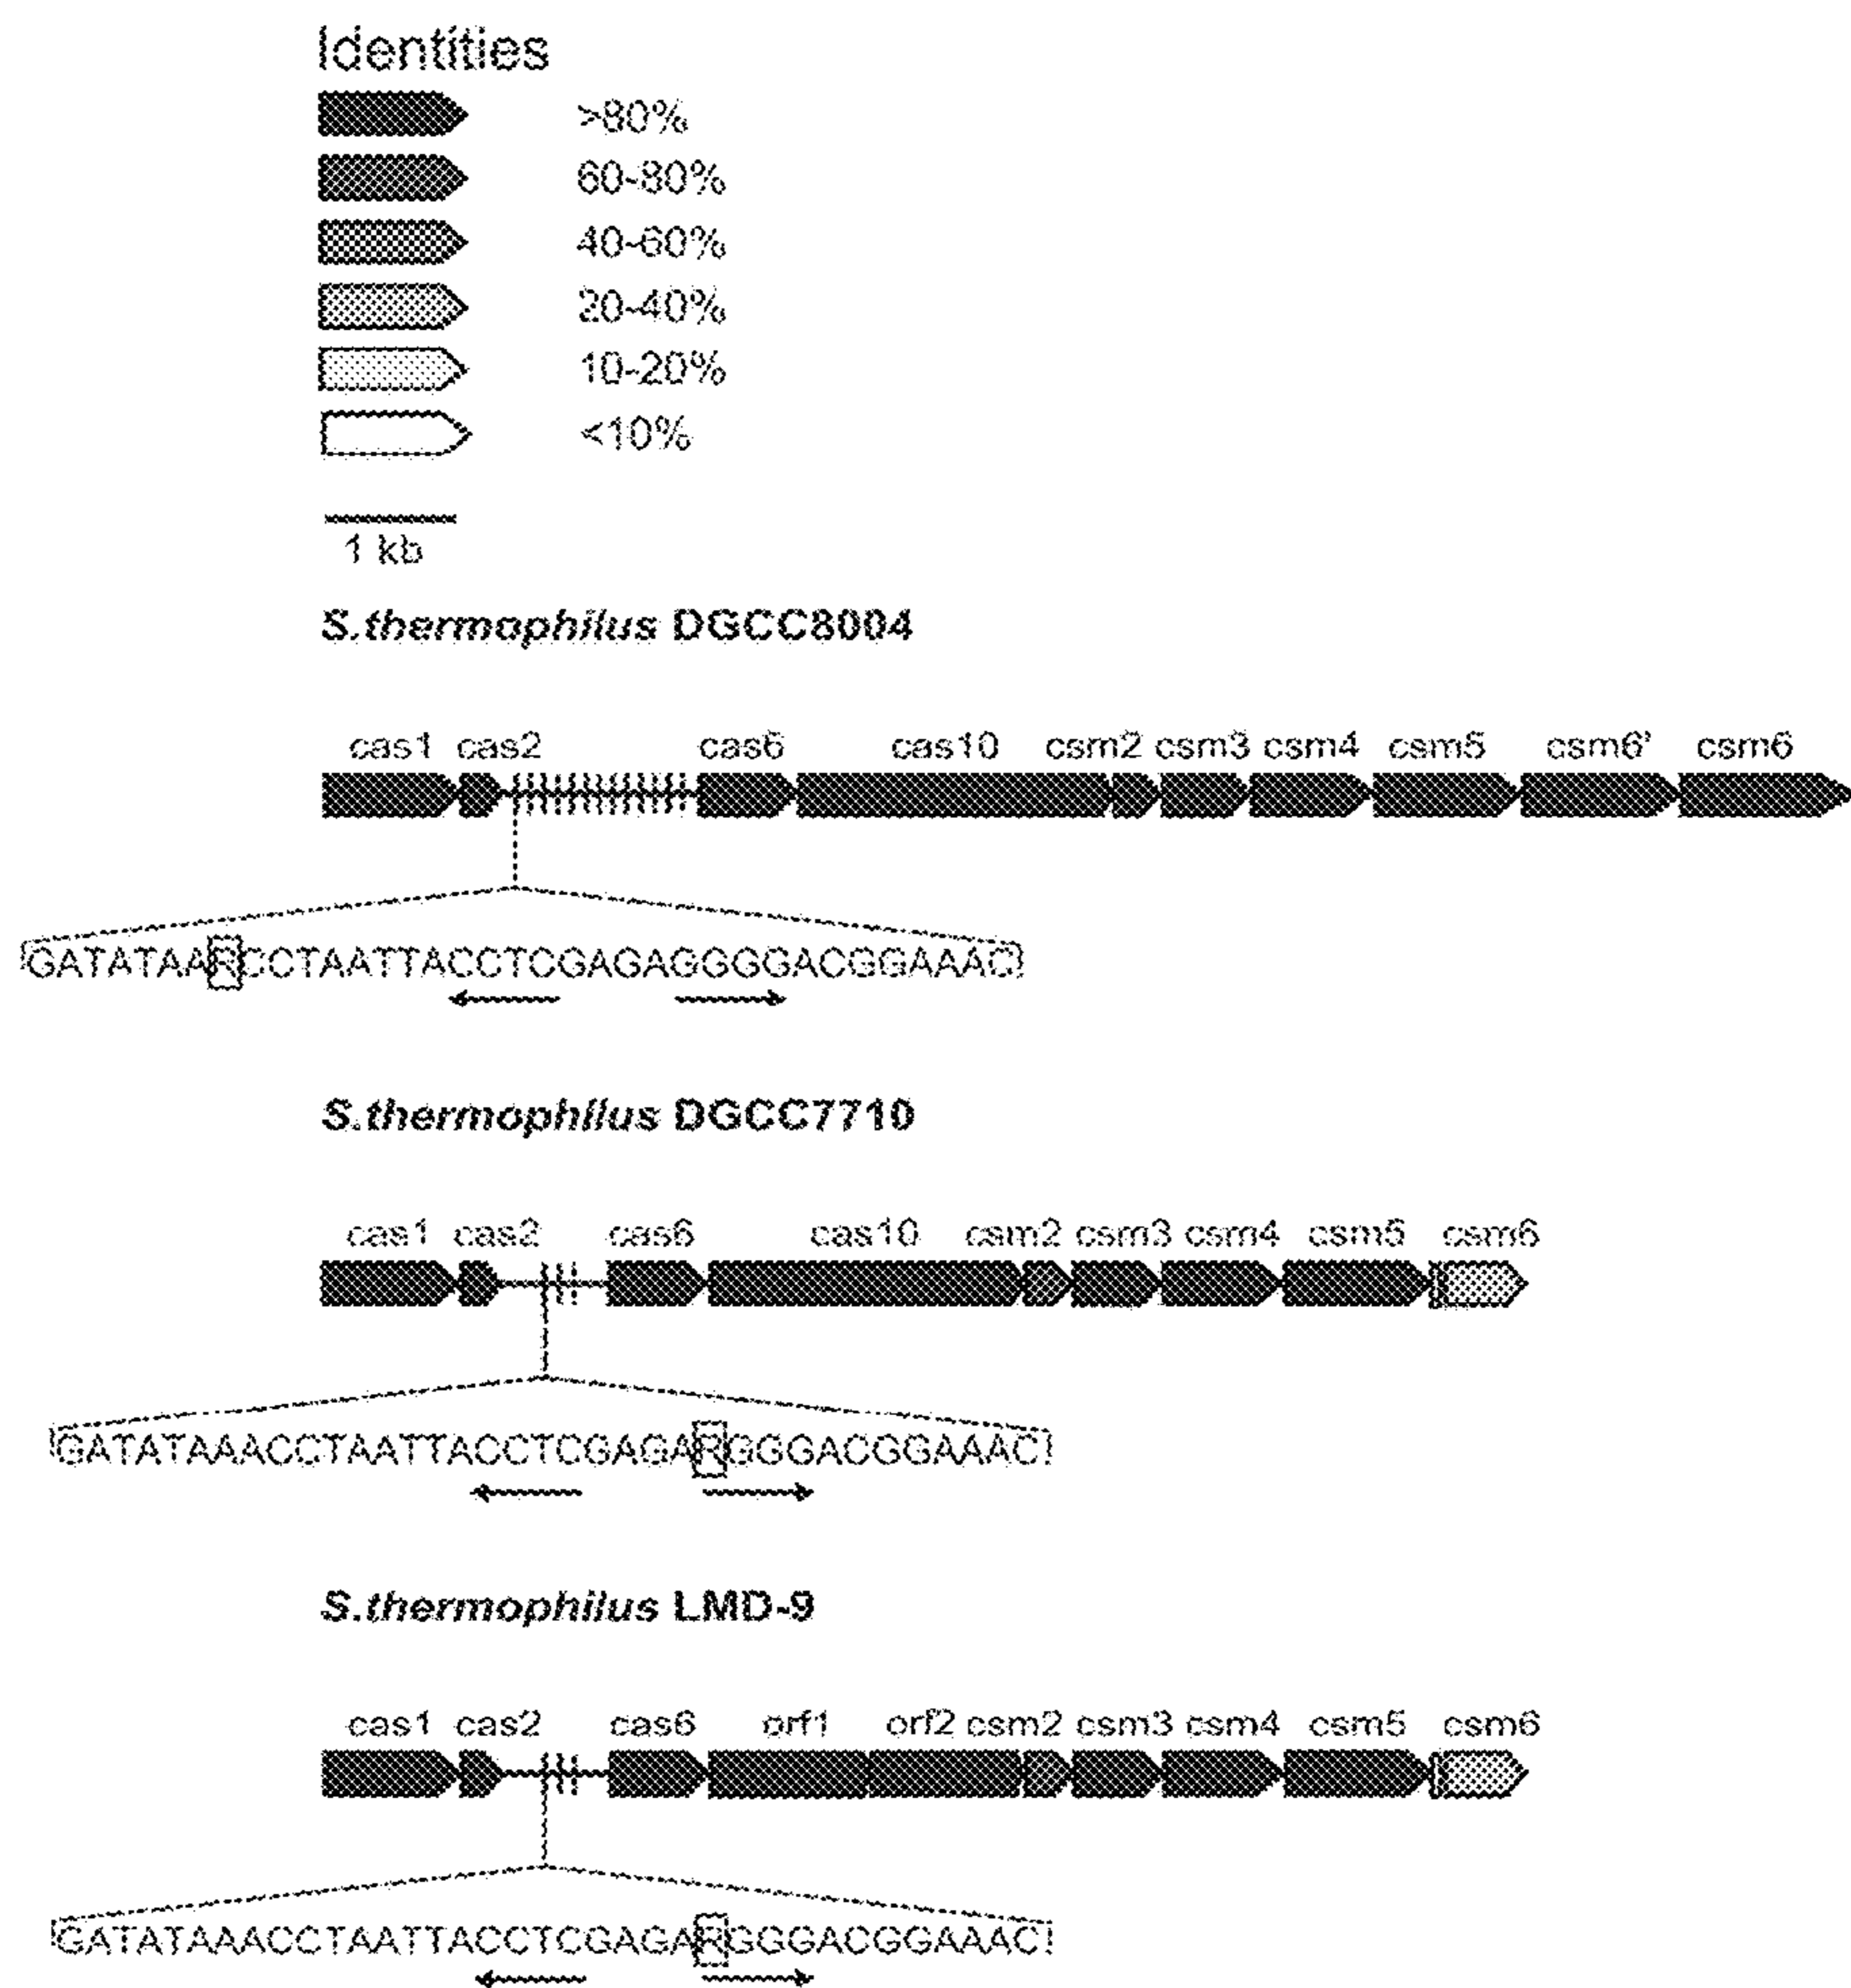 Identities
>80%
60-80%
40-60%
20-40%
10-20%
<10%
1 kb
S.thermophilus DGCC8004
cas1 cas2 cas6 cas10 csm2 csm3 csm4 csm5 csm6' csm6
GATATAARCCTAATTACCTCGAGAGGGGACGGAAAC
S.thermophilus DGCC7710
cas1 cas2 cas6 cas10 csm2 csm3 csm4 csm5 csm6
GATATAAACCTAATTACCTCGAGARGGGACGGAAAC
S.thermophilus LMD-9
cas1 cas2 cas6 orf1 orf2 csm2 csm3 csm4 csm5 csm6
GATATAAACCTAATTACCTCGAGARGGGACGGAAAC